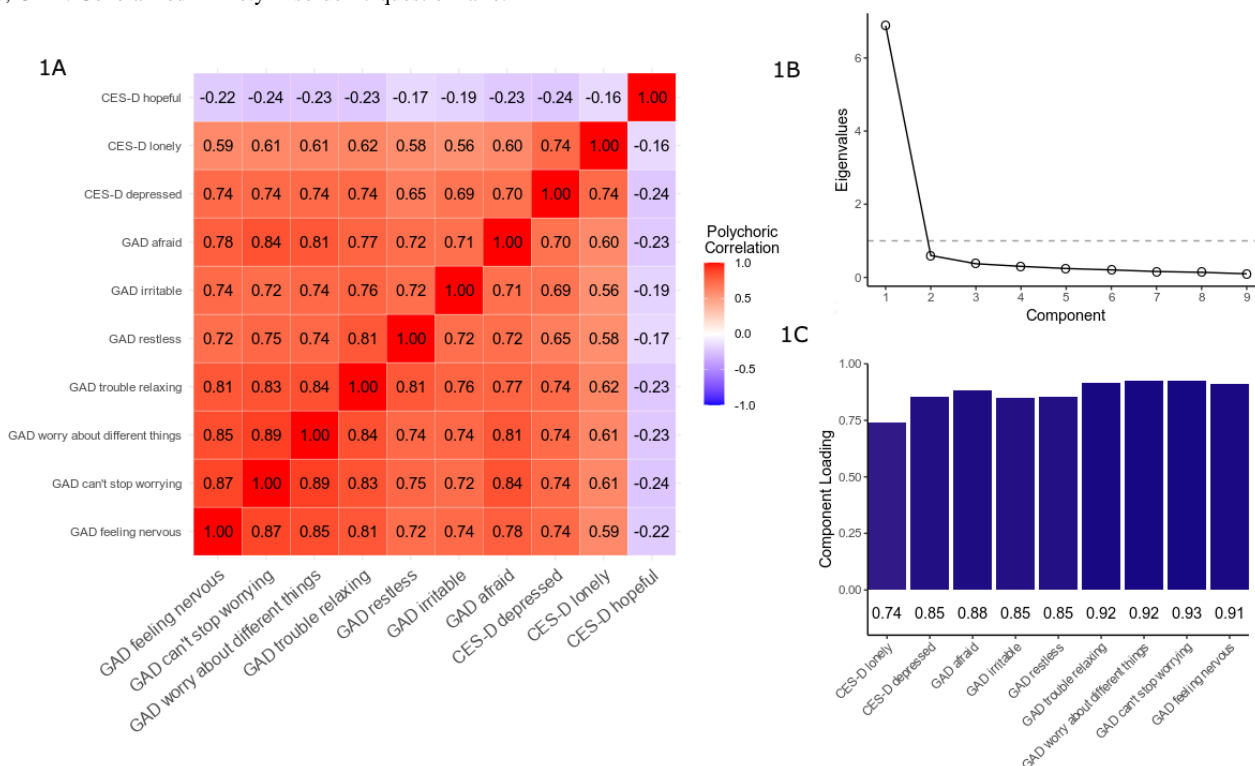 1A
CES-D hopeful -0.22 -0.24 -0.23 -0.23 -0.17 -0.19 -0.23 -0.24 -0.16 1.00
CES-D lonely 0.59 0.61 0.61 0.62 0.58 0.56 0.60 0.74 1.00 -0.16
CES-D depressed 0.74 0.74 0.74 0.74 0.65 0.69 0.70 1.00 0.74 -0.24
GAD afraid 0.78 0.84 0.81 0.77 0.72 0.71 1.00 0.70 0.60 -0.23
GAD irritable 0.74 0.72 0.74 0.76 0.72 1.00 0.71 0.69 0.56 -0.19
GAD restless 0.72 0.75 0.74 0.81 1.00 0.72 0.72 0.65 0.58 -0.17
GAD trouble relaxing 0.81 0.83 0.84 1.00 0.81 0.76 0.77 0.74 0.62 -0.23
GAD worry about different things 0.85 0.89 1.00 0.84 0.74 0.74 0.81 0.74 0.61 -0.23
GAD can't stop worrying 0.87 1.00 0.89 0.83 0.75 0.72 0.84 0.74 0.61 -0.24
GAD feeling nervous 1.00 0.87 0.85 0.81 0.72 0.74 0.78 0.74 0.59 -0.22
GAD feeling nervous
GAD can't stop worrying
GAD worry about different things
GAD trouble relaxing
GAD restless
GAD irritable
GAD afraid
CES-D depressed
CES-D lonely
CES-D hopeful
Polychoric
Correlation
1.0
0.5
0.0
-0.5
-1.0
1B
Eigenvalues
6
4
2
0
1 2 3 4 5 6 7 8 9
Component
1C
Component Loading
1.00
0.75
0.50
0.25
0.00
0.74 0.85 0.88 0.85 0.85 0.92 0.92 0.93 0.91
CES-D lonely
CES-D depressed
GAD afraid
GAD irritable
GAD restless
GAD trouble relaxing
GAD worry about different things
GAD can't stop worrying
GAD feeling nervous